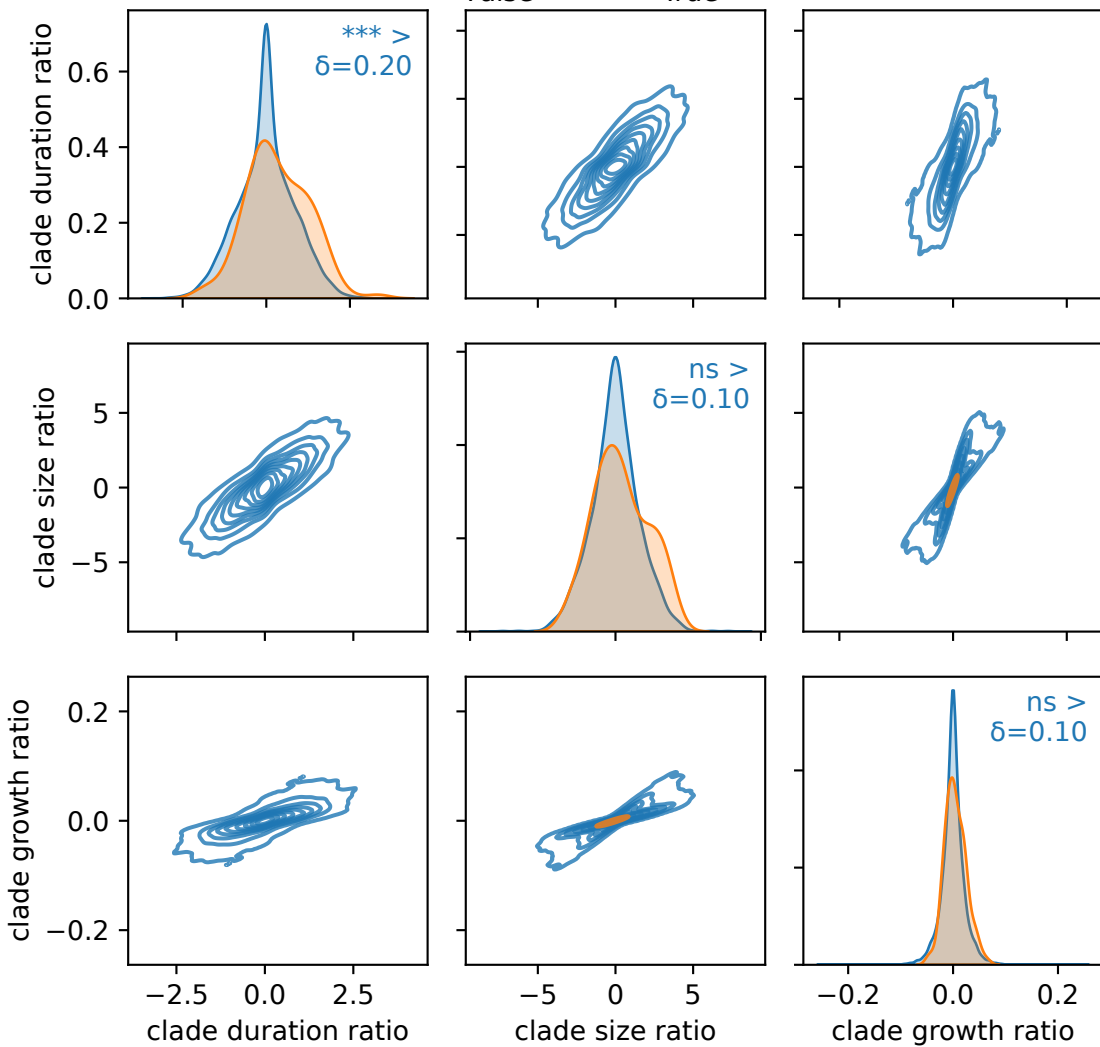 *** >
δ=0.20
clade duration ratio
0.6
0.4
0.2
0.0
ns >
δ=0.10
clade size ratio
5
0
−5
ns >
δ=0.10
clade growth ratio
0.2
0.0
−0.2
−2.5 0.0 2.5 −5 0 5 −0.2 0.0 0.2
clade duration ratio clade size ratio clade growth ratio